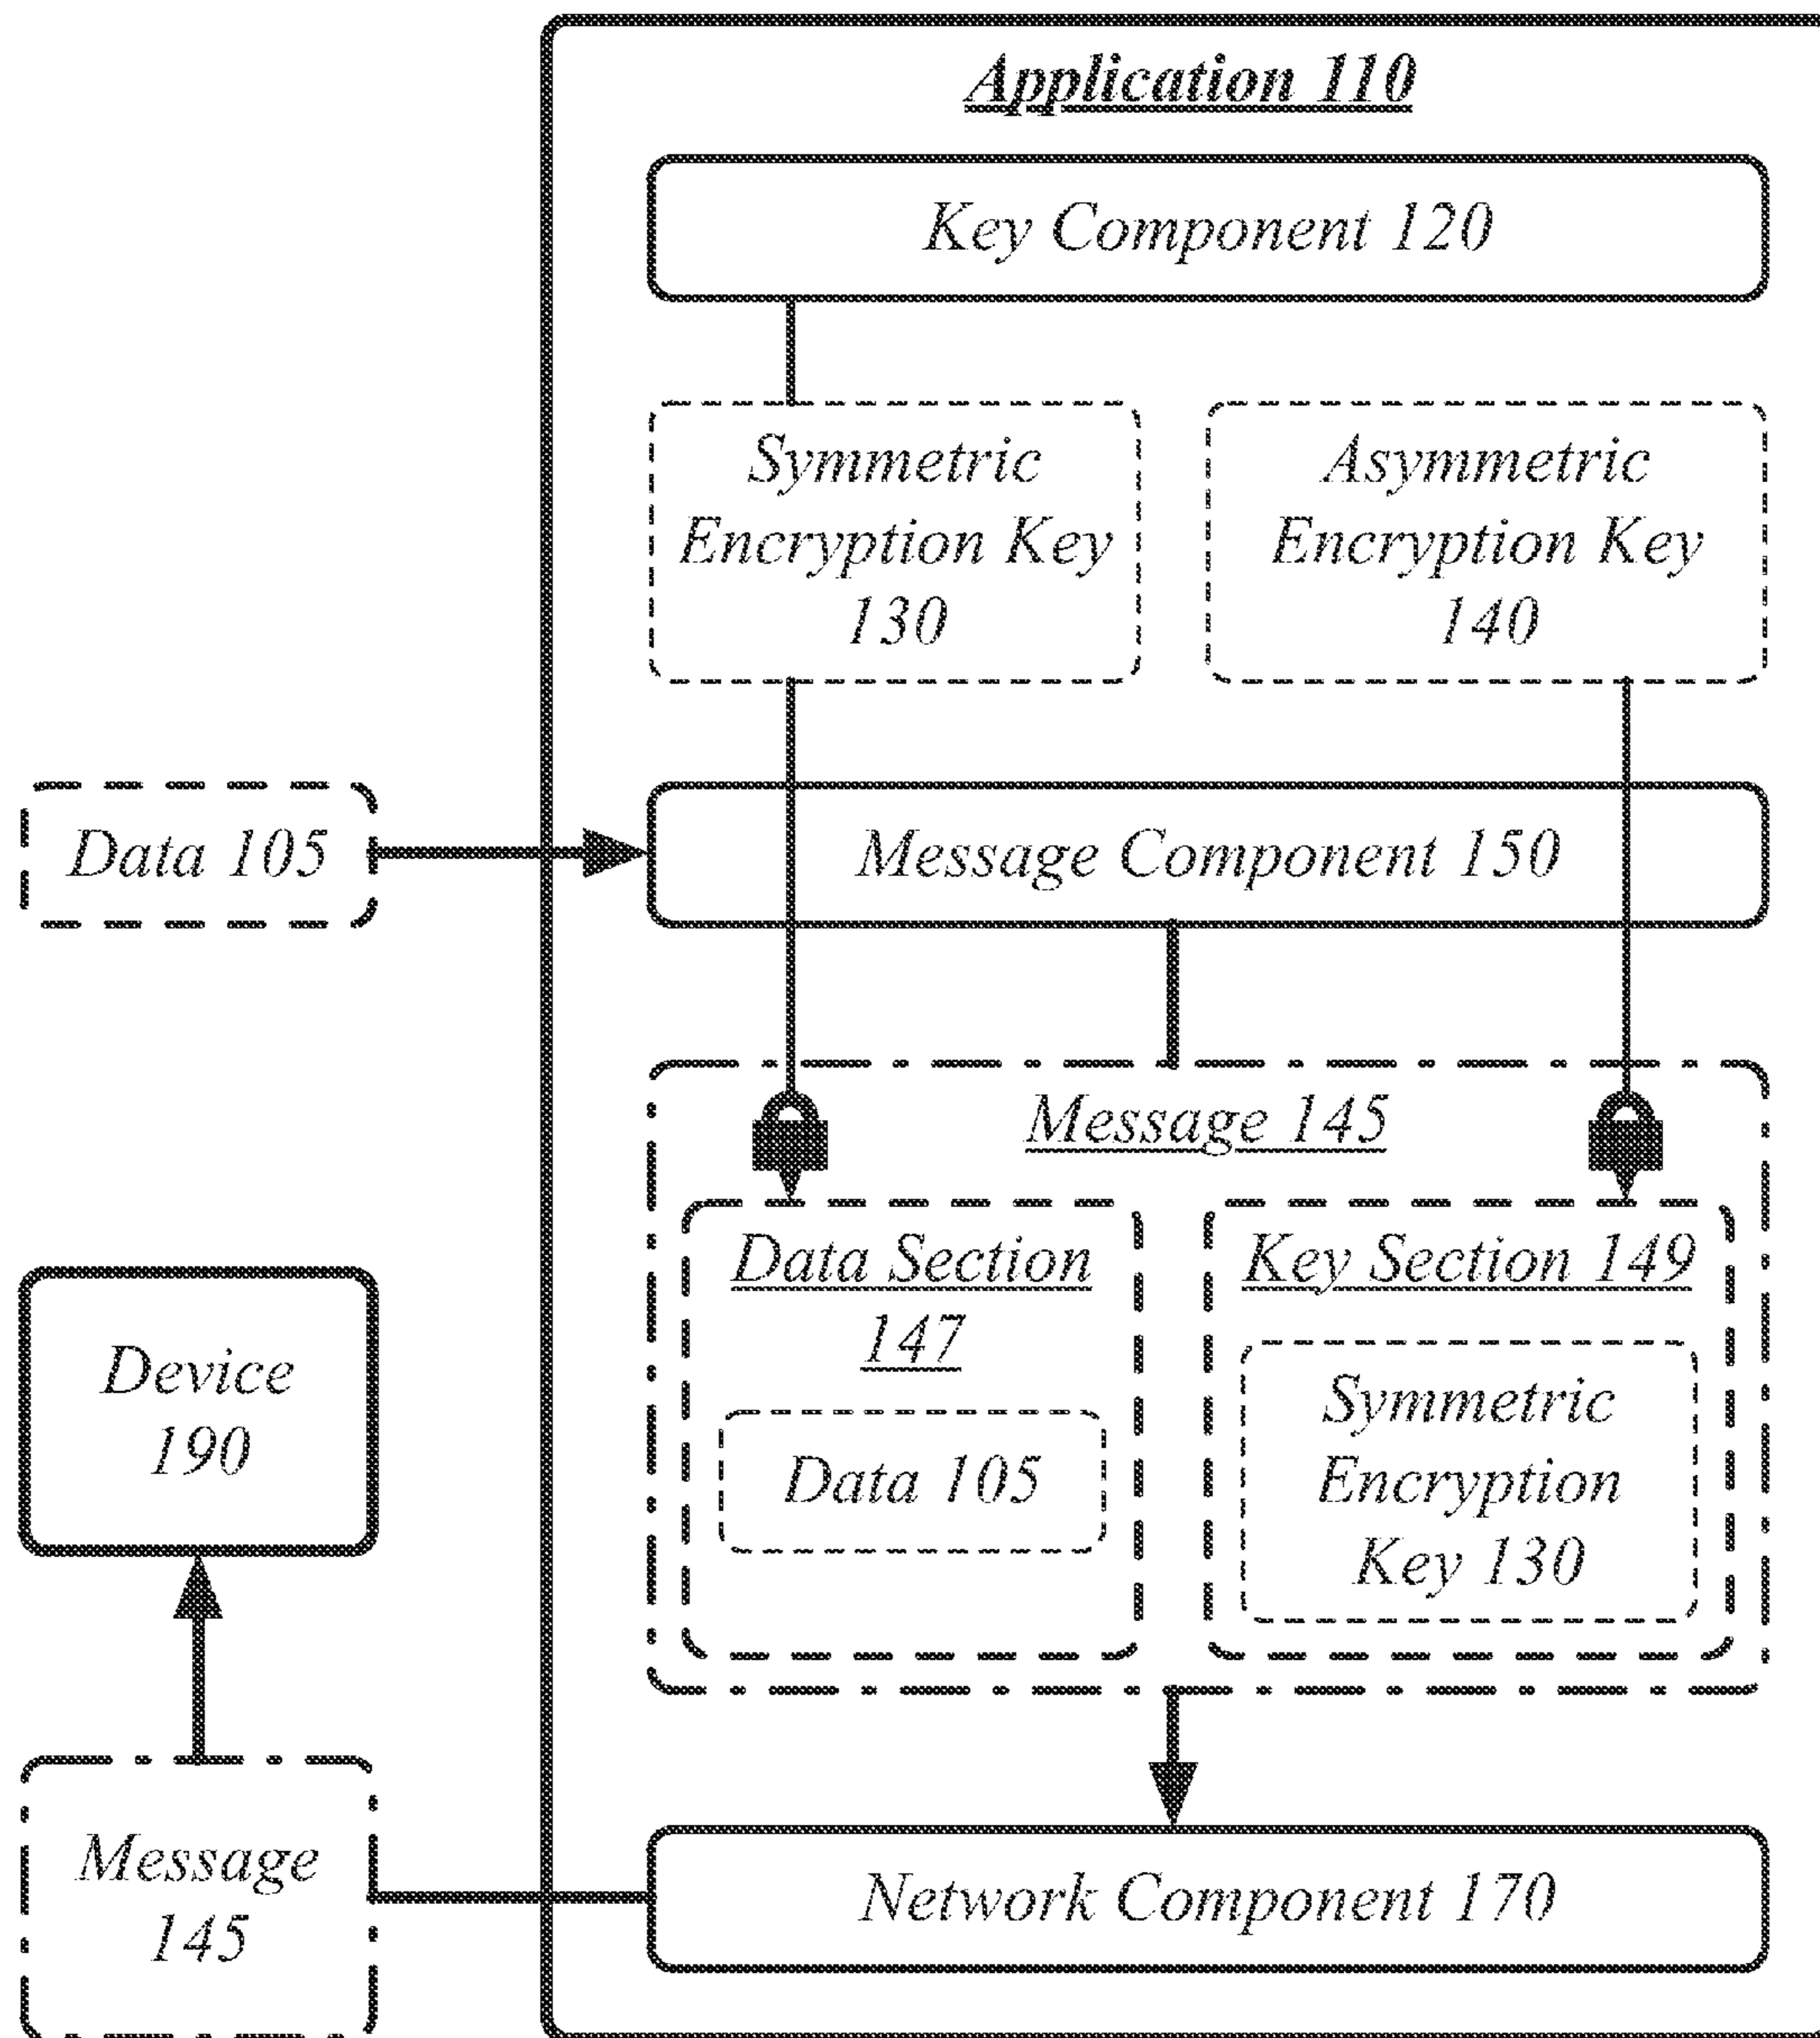 Application 110
Key Component 120
Symmetric
Encryption Key
130
Asymmetric
Encryption Key
140
Data 105
Message Component 150
Message 145
Data Section
147
Data 105
Key Section 149
Symmetric
Encryption
Key 130
Device
190
Message
145
Network Component 170